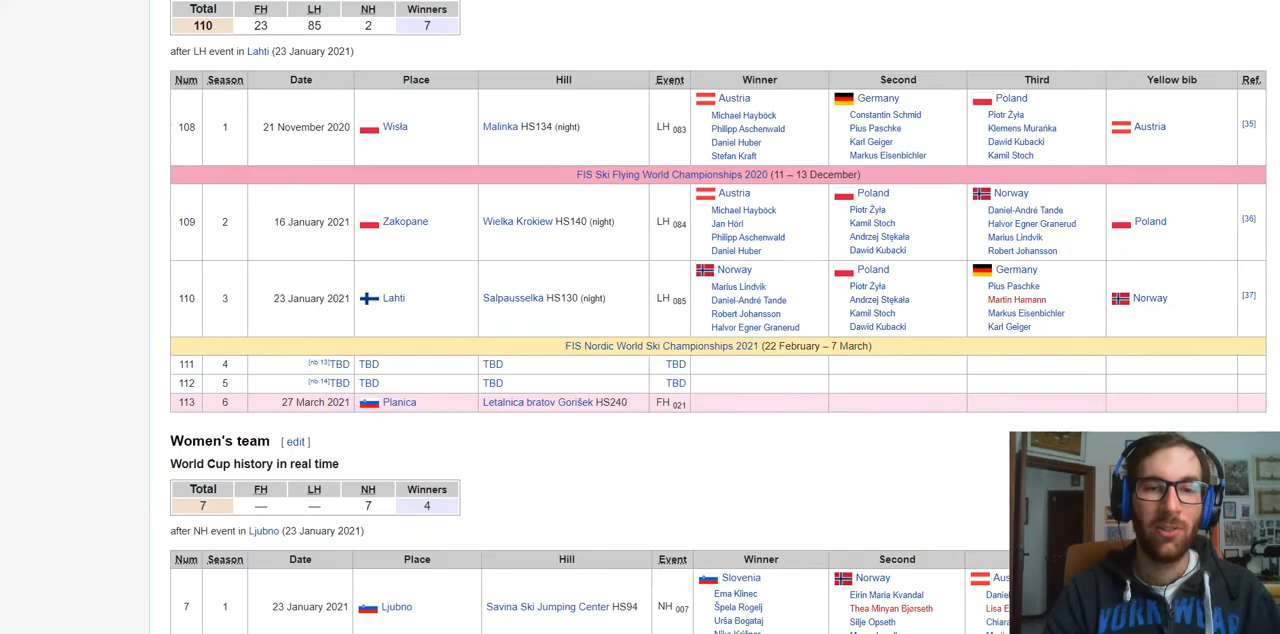 Total FH LH NH Winners
110 23 85 2 7
after LH event in Lahti (23 January 2021)
Num Season Date Place Hill Event Winner Second Third Yellow bib Ref.
108 1 21 November 2020 Wisła Malinka HS134 (night) LH 083 Austria Germany Poland Austria [35]
Michael Hayböck Constantin Schmid Piotr Żyła
Philipp Aschenwald Pius Paschke Klemens Murańka
Daniel Huber Karl Geiger Dawid Kubacki
Stefan Kraft Markus Eisenbichler Kamil Stoch
FIS Ski Flying World Championships 2020 (11 – 13 December)
109 2 16 January 2021 Zakopane Wielka Krokiew HS140 (night) LH 084 Austria Poland Norway Poland [36]
Michael Hayböck Piotr Żyła Daniel-André Tande
Jan Hörl Kamil Stoch Halvor Egner Granerud
Philipp Aschenwald Andrzej Stękała Marius Lindvik
Daniel Huber Dawid Kubacki Robert Johansson
110 3 23 January 2021 Lahti Salpausselkä HS130 (night) LH 085 Norway Poland Germany Norway [37]
Marius Lindvik Piotr Żyła Pius Paschke
Daniel-André Tande Andrzej Stękała Martin Hamann
Robert Johansson Kamil Stoch Markus Eisenbichler
Halvor Egner Granerud Dawid Kubacki Karl Geiger
FIS Nordic World Ski Championships 2021 (22 February – 7 March)
111 4 [nb 13]TBD TBD TBD TBD
112 5 [nb 14]TBD TBD TBD TBD
113 6 27 March 2021 Planica Letalnica bratov Gorišek HS240 FH 021
Women's team [ edit ]
World Cup history in real time
Total FH LH NH Winners
7 — — 7 4
after NH event in Ljubno (23 January 2021)
Num Season Date Place Hill Event Winner Second
7 1 23 January 2021 Ljubno Savina Ski Jumping Center HS94 NH 007 Slovenia Norway Aus
Ema Klinec Eirin Maria Kvandal Daniel
Špela Rogelj Thea Minyan Bjørseth Lisa E
Urša Bogataj Silje Opseth Chiara
WORK WEAR